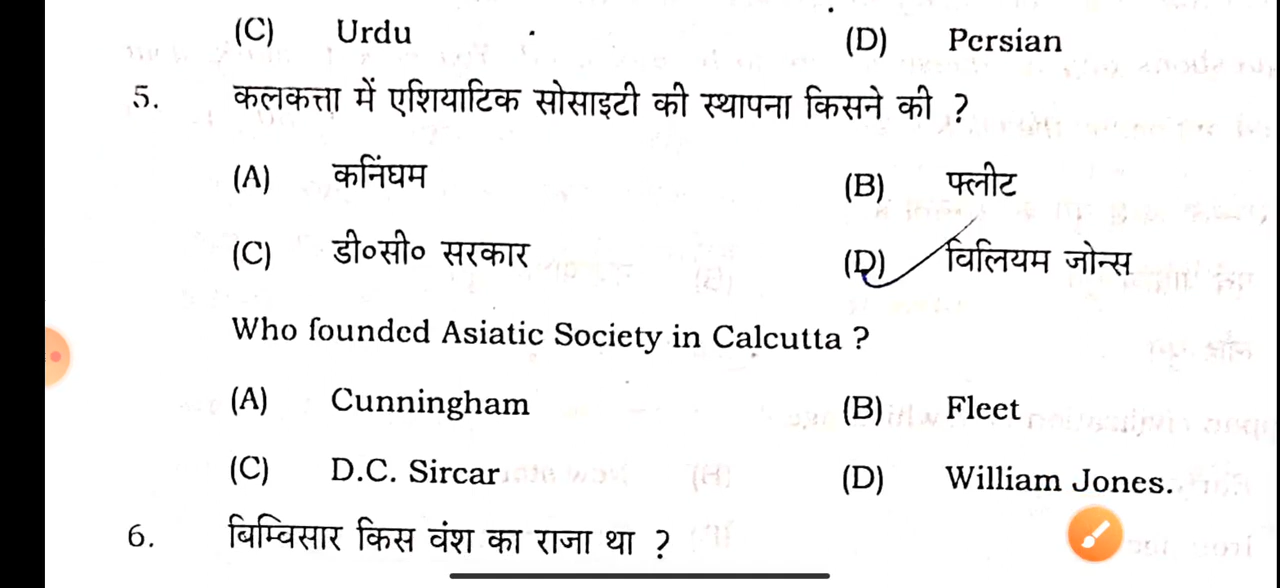 (C) Urdu (D) Persian
5. कलकत्ता में एशियाटिक सोसाइटी की स्थापना किसने की ?
(A) कनिंघम (B) फ्लीट
(C) डी०सी० सरकार (D) विलियम जोन्स
Who founded Asiatic Society in Calcutta ?
(A) Cunningham (B) Fleet
(C) D.C. Sircar (D) William Jones.
6. बिम्विसार किस वंश का राजा था ?